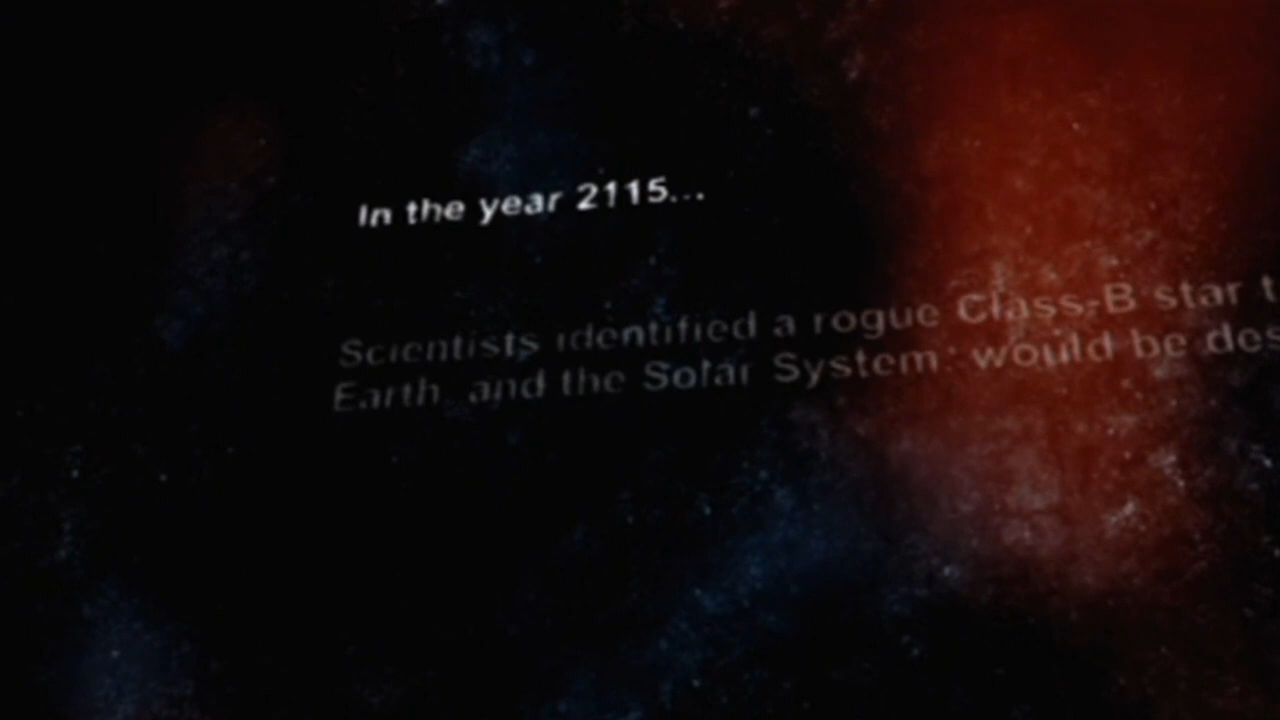 In the year 2115...
Scientists identified a rogue Class-B star
Earth, and the Solar System, would be